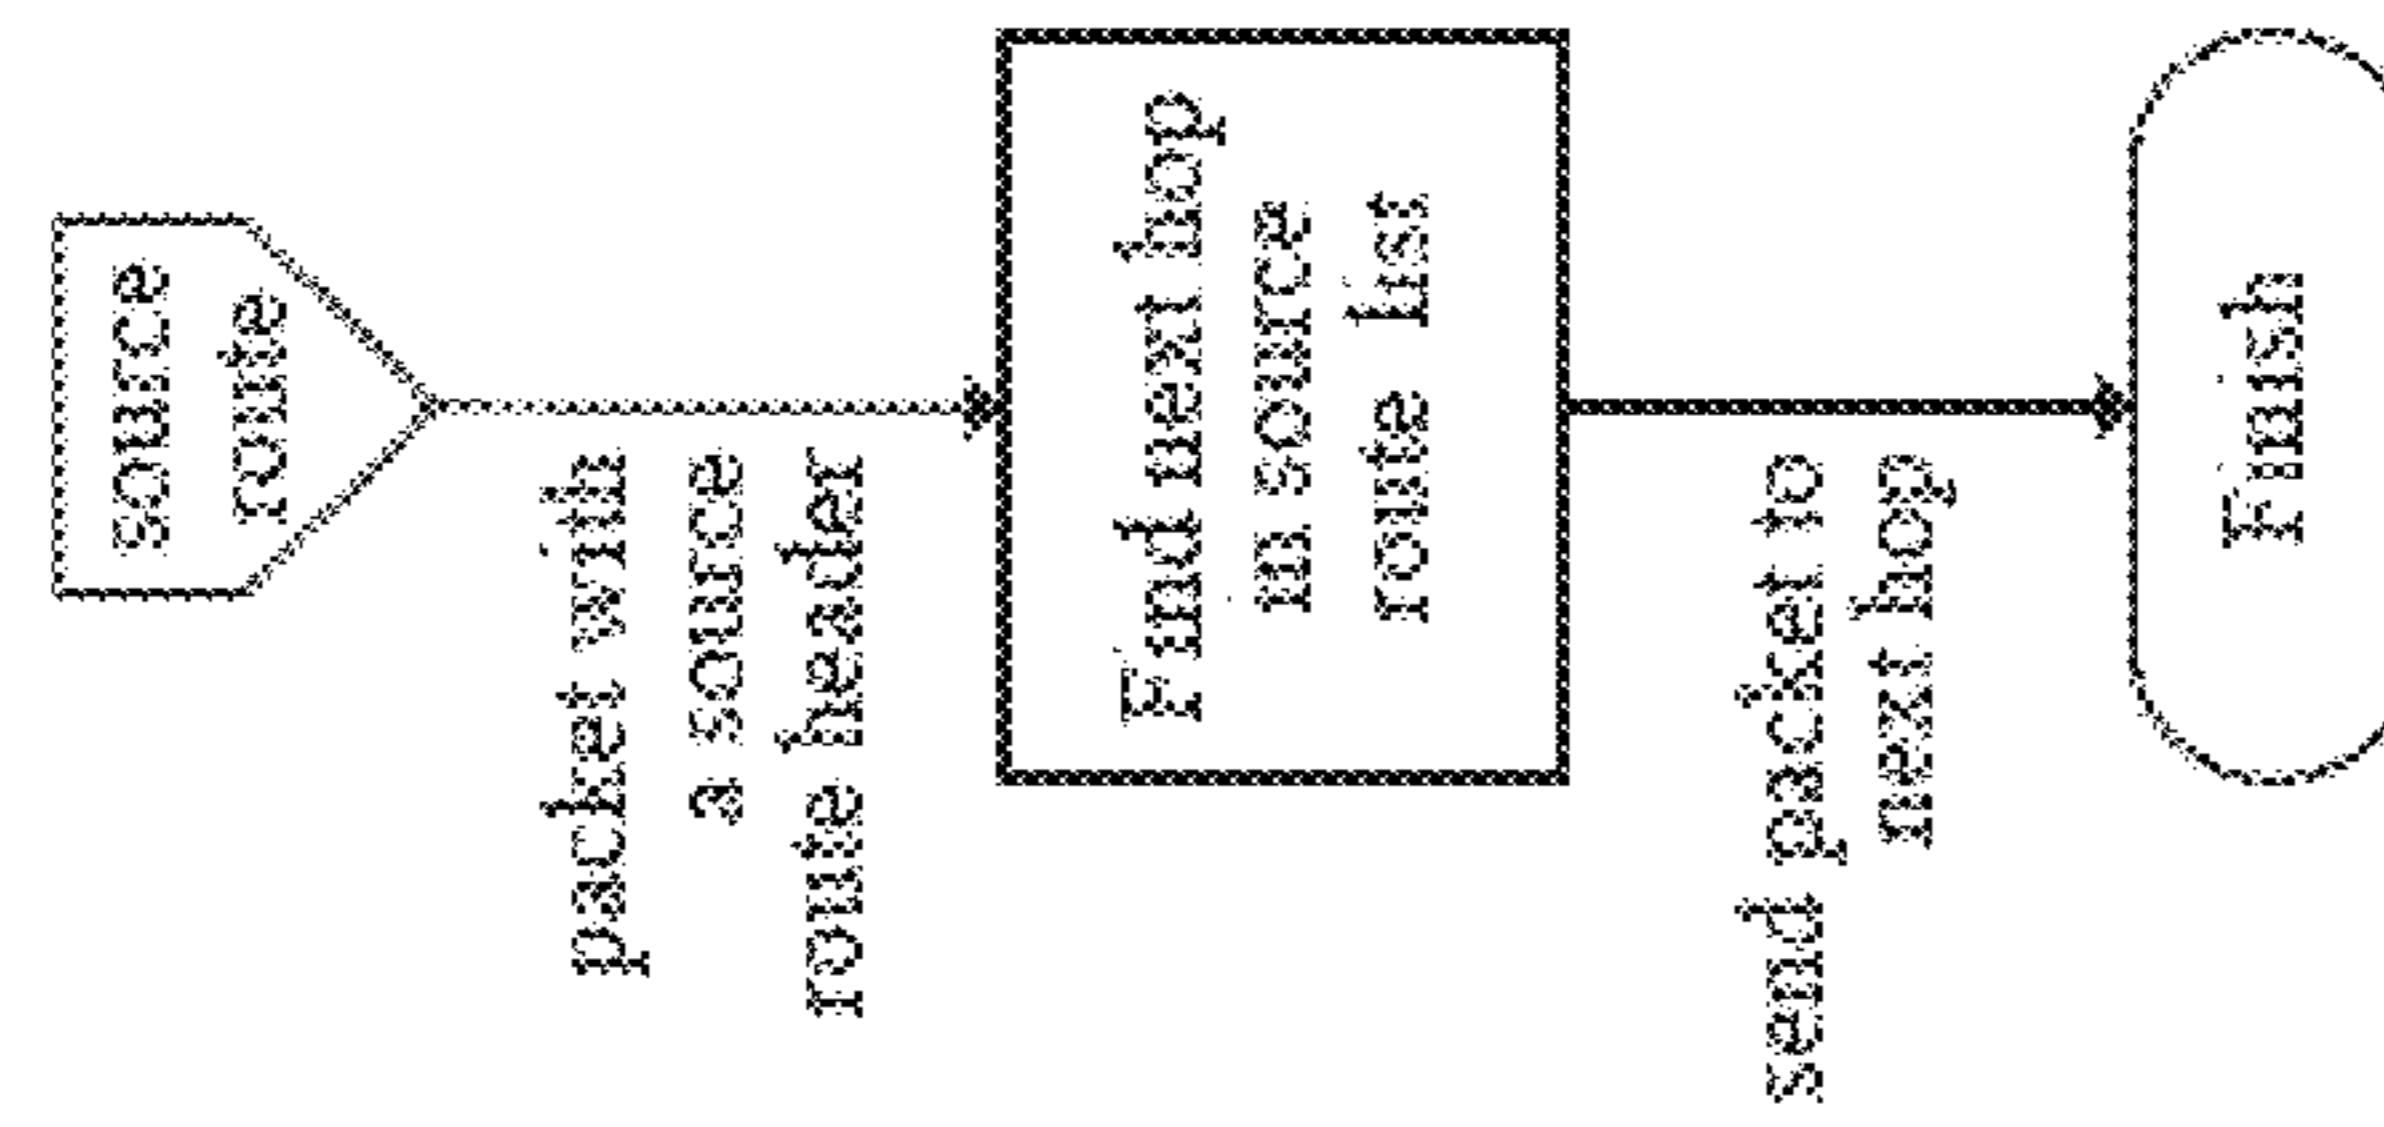 source
route
packet with
a source
route header
Find next hop
in source
route list
send packet to
next hop
Finish